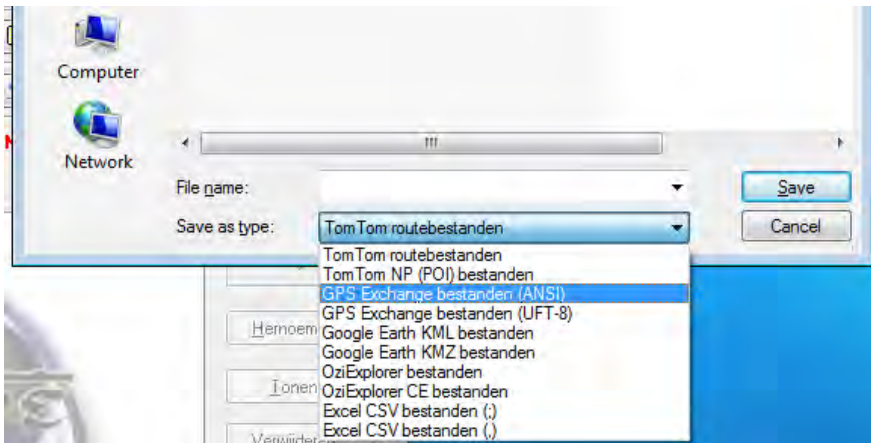 Computer
Network
File name:
Save
Save as type:
TomTom routebestanden
Cancel
TomTom routebestanden
TomTom NP (POI) bestanden
GPS Exchange bestanden (ANSI)
GPS Exchange bestanden (UFT-8)
Google Earth KML bestanden
Google Earth KMZ bestanden
OziExplorer bestanden
OziExplorer CE bestanden
Excel CSV bestanden (;)
Excel CSV bestanden (,)
Hernoem
Tonen